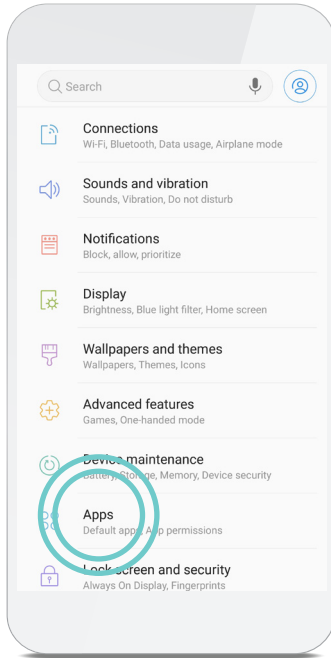 Search
Connections
Wi-Fi, Bluetooth, Data usage, Airplane mode
Sounds and vibration
Sounds, Vibration, Do not disturb
Notifications
Block, allow, prioritize
Display
Brightness, Blue light filter, Home screen
Wallpapers and themes
Wallpapers, Themes, Icons
Advanced features
Games, One-handed mode
Device maintenance
Battery, Storage, Memory, Device security
Apps
Default apps, App permissions
Lock screen and security
Always On Display, Fingerprints